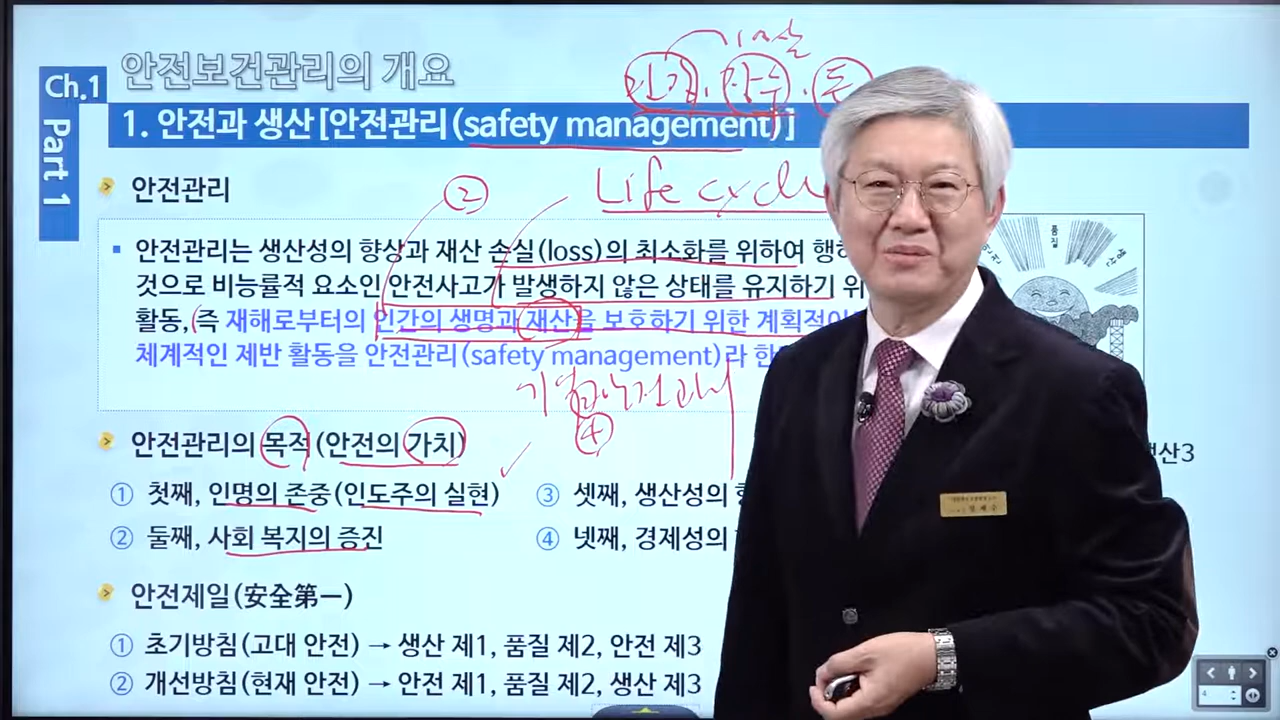 안전보건관리의 개요
Ch.1
Part 1
1. 안전과 생산[안전관리(safety management)]
안전관리
②
Life
안전관리는 생산성의 향상과 재산 손실(loss)의 최소화를 위하여 행하
것으로 비능률적 요소인 안전사고가 발생하지 않은 상태를 유지하기 위
활동, 즉 재해로부터의 인간의 생명과 재산을 보호하기 위한 계획적이
체계적인 제반 활동을 안전관리(safety management)라 한
품질
④
안전관리의 목적(안전의 가치)
산3
① 첫째, 인명의 존중(인도주의 실현)
② 둘째, 사회 복지의 증진
③ 셋째, 생산성의
④ 넷째, 경제성의
안전제일(安全第一)
① 초기방침(고대 안전) → 생산 제1, 품질 제2, 안전 제3
② 개선방침(현재 안전) → 안전 제1, 품질 제2, 생산 제3
4